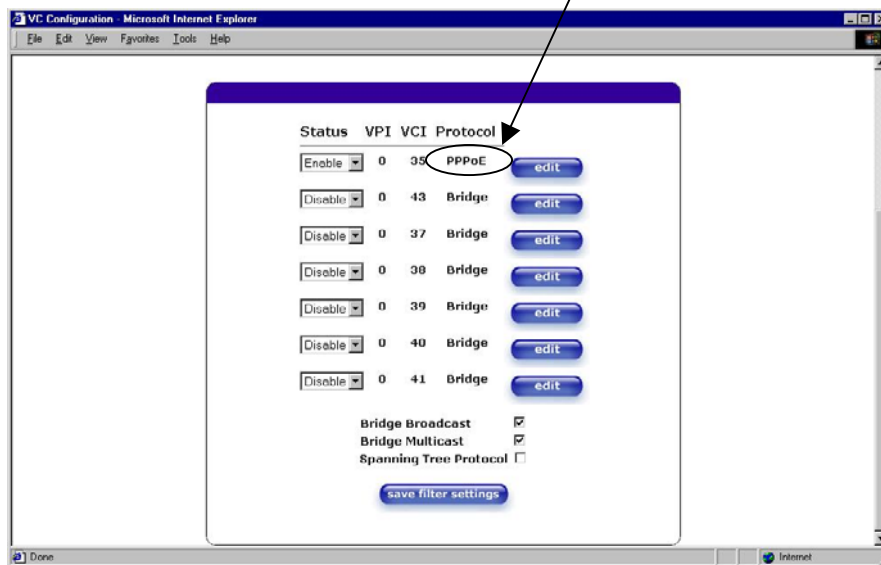 VC Configuration - Microsoft Internet Explorer
File Edit View Favorites Tools Help
Status VPI VCI Protocol
Enable 0 35 PPPoE edit
Disable 0 43 Bridge edit
Disable 0 37 Bridge edit
Disable 0 38 Bridge edit
Disable 0 39 Bridge edit
Disable 0 40 Bridge edit
Disable 0 41 Bridge edit
Bridge Broadcast
Bridge Multicast
Spanning Tree Protocol
save filter settings
Done Internet